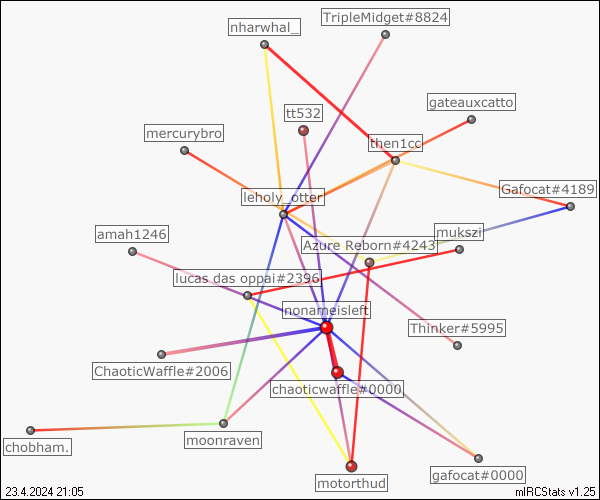 TripleMidget#8824
nharwhal_
gateauxcatto
tt532
mercurybro
then1cc
Gafocat#4189
leholy_otter
amah1246
mukszi
Azure Reborn#4243
lucas das oppai#2396
nonameisleft
Thinker#5995
ChaoticWaffle#2006
chaoticwaffle#0000
moonraven
chobham.
gafocat#0000
motorthud
23.4.2024 21:05
mIRCStats v1.25